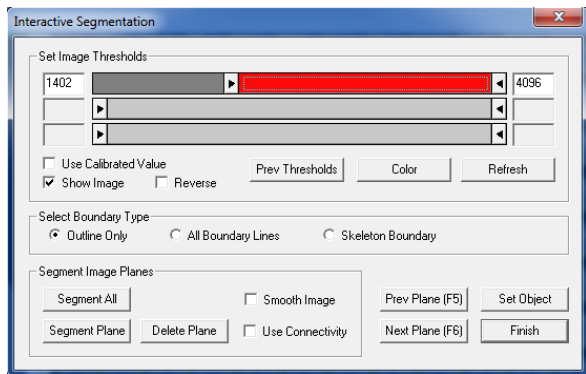 Interactive Segmentation
Set Image Thresholds
1402 4096
Use Calibrated Value
Prev Thresholds Color Refresh
Show Image Reverse
Select Boundary Type
Outline Only All Boundary Lines Skeleton Boundary
Segment Image Planes
Segment All Smooth Image Prev Plane (F5) Set Object
Segment Plane Delete Plane Use Connectivity Next Plane (F6) Finish